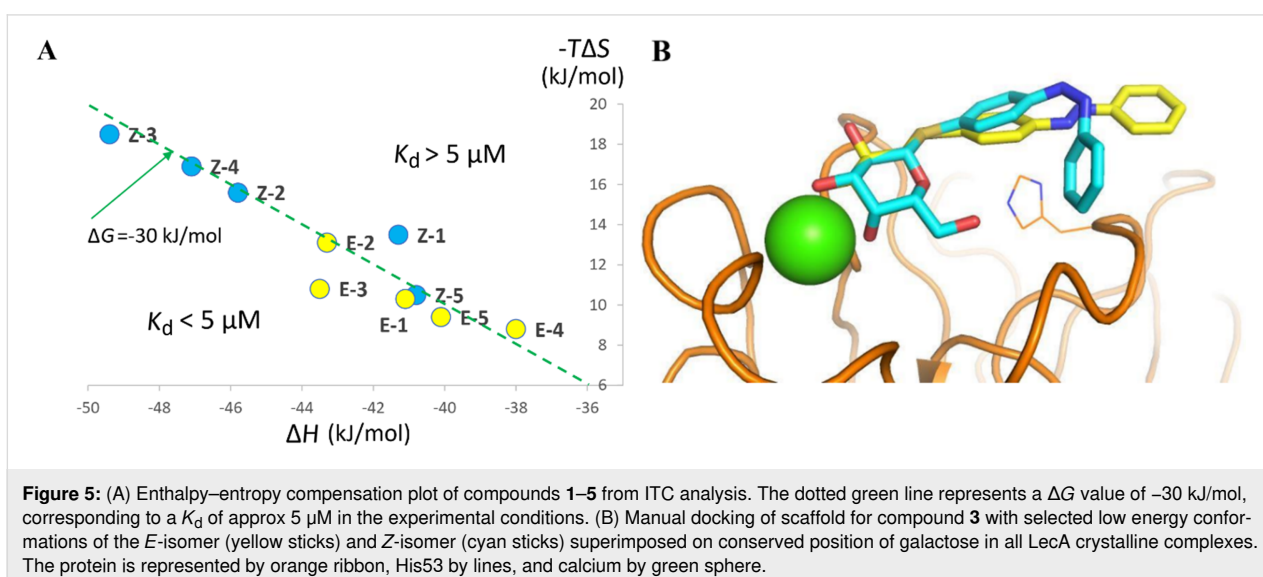 A
-TΔS
(kJ/mol)
B
20
Z-3
18
Kd > 5 µM
Z-4
16
Z-2
14
ΔG=-30 kJ/mol
E-2
Z-1
12
E-3
Z-5
10
Kd < 5 µM
E-1
E-5
E-4
8
6
-50 -48 -46 -44 -42 -40 -38 -36
ΔH (kJ/mol)
Figure 5: (A) Enthalpy–entropy compensation plot of compounds 1–5 from ITC analysis. The dotted green line represents a ΔG value of −30 kJ/mol,
corresponding to a Kd of approx 5 µM in the experimental conditions. (B) Manual docking of scaffold for compound 3 with selected low energy confor-
mations of the E-isomer (yellow sticks) and Z-isomer (cyan sticks) superimposed on conserved position of galactose in all LecA crystalline complexes.
The protein is represented by orange ribbon, His53 by lines, and calcium by green sphere.